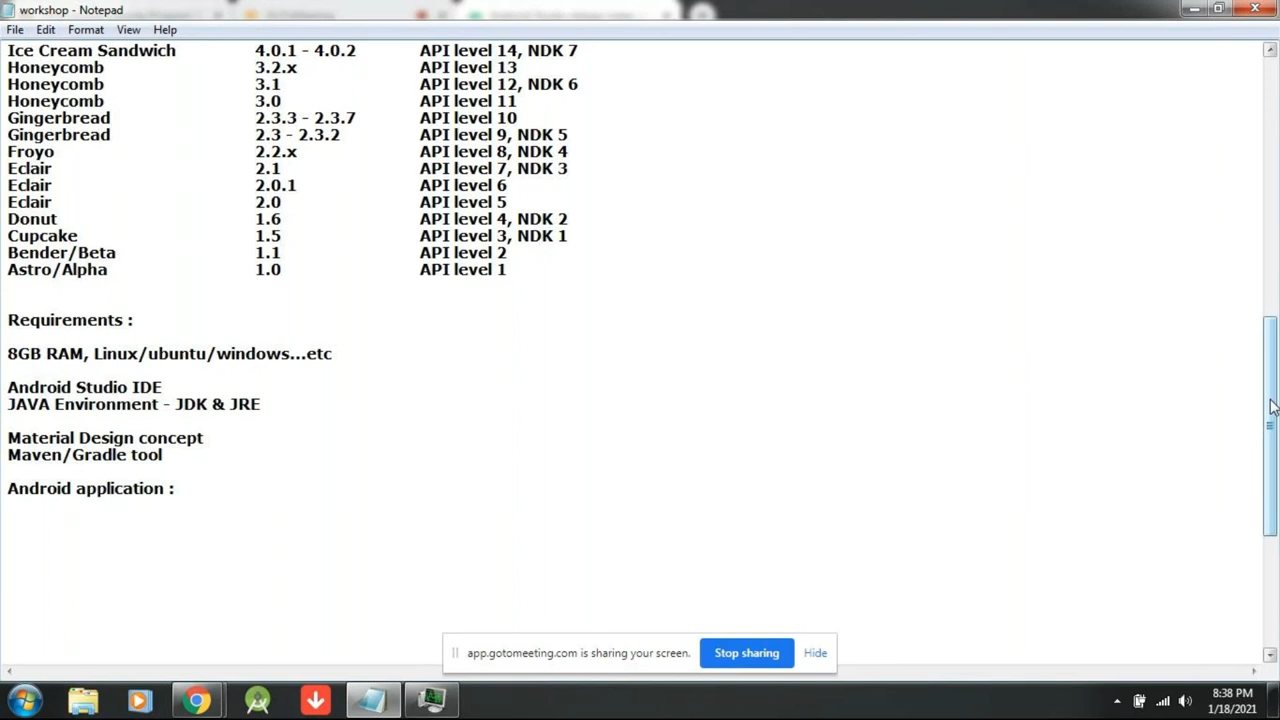 workshop - Notepad
File Edit Format View Help
Ice Cream Sandwich 4.0.1 - 4.0.2 API level 14, NDK 7
Honeycomb 3.2.x API level 13
Honeycomb 3.1 API level 12, NDK 6
Honeycomb 3.0 API level 11
Gingerbread 2.3.3 - 2.3.7 API level 10
Gingerbread 2.3 - 2.3.2 API level 9, NDK 5
Froyo 2.2.x API level 8, NDK 4
Eclair 2.1 API level 7, NDK 3
Eclair 2.0.1 API level 6
Eclair 2.0 API level 5
Donut 1.6 API level 4, NDK 2
Cupcake 1.5 API level 3, NDK 1
Bender/Beta 1.1 API level 2
Astro/Alpha 1.0 API level 1
Requirements :
8GB RAM, Linux/ubuntu/windows...etc
Android Studio IDE
JAVA Environment - JDK & JRE
Material Design concept
Maven/Gradle tool
Android application :
app.gotomeeting.com is sharing your screen. Stop sharing Hide
8:38 PM
1/18/2021